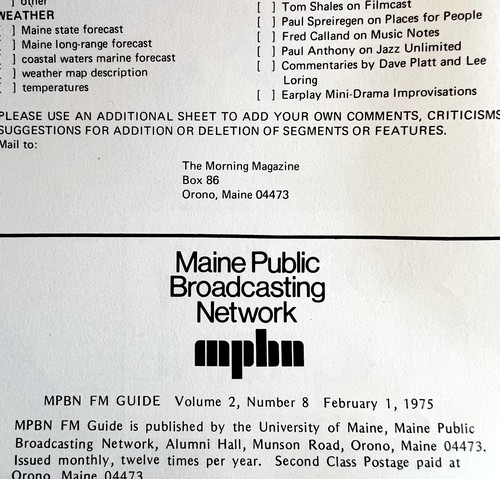 [ ] other
WEATHER
[ ] Maine state forecast
[ ] Maine long-range forecast
[ ] coastal waters marine forecast
[ ] weather map description
[ ] temperatures
[ ] Tom Shales on Filmcast
[ ] Paul Spreiregen on Places for People
[ ] Fred Calland on Music Notes
[ ] Paul Anthony on Jazz Unlimited
[ ] Commentaries by Dave Platt and Lee
Loring
[ ] Earplay Mini-Drama Improvisations
PLEASE USE AN ADDITIONAL SHEET TO ADD YOUR OWN COMMENTS, CRITICISMS
SUGGESTIONS FOR ADDITION OR DELETION OF SEGMENTS OR FEATURES.
Mail to:
The Morning Magazine
Box 86
Orono, Maine 04473
Maine Public
Broadcasting
Network
mpbn
MPBN FM GUIDE Volume 2, Number 8 February 1, 1975
MPBN FM Guide is published by the University of Maine, Maine Public
Broadcasting Network, Alumni Hall, Munson Road, Orono, Maine 04473.
Issued monthly, twelve times per year. Second Class Postage paid at
Orono, Maine 04473